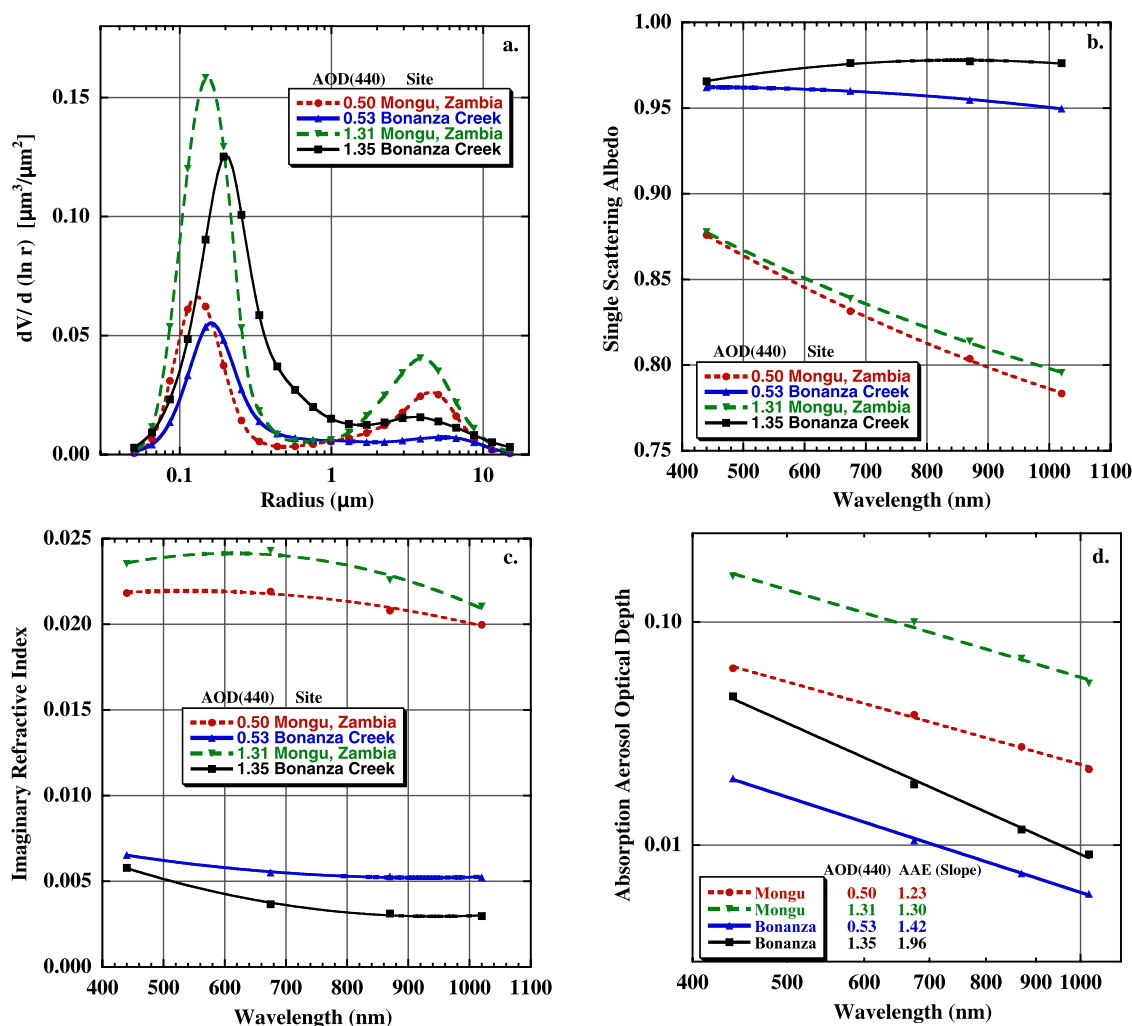 a.
AOD(440) Site
0.50 Mongu, Zambia
0.53 Bonanza Creek
1.31 Mongu, Zambia
1.35 Bonanza Creek
dV/ d (ln r) [µm³/µm²]
0.15
0.10
0.05
0.00
0.1 1 10
Radius (µm)
b.
Single Scattering Albedo
1.00
0.95
0.90
0.85
0.80
0.75
AOD(440) Site
0.50 Mongu, Zambia
0.53 Bonanza Creek
1.31 Mongu, Zambia
1.35 Bonanza Creek
400 500 600 700 800 900 1000 1100
Wavelength (nm)
c.
Imaginary Refractive Index
0.025
0.020
0.015
0.010
0.005
0.000
AOD(440) Site
0.50 Mongu, Zambia
0.53 Bonanza Creek
1.31 Mongu, Zambia
1.35 Bonanza Creek
400 500 600 700 800 900 1000 1100
Wavelength (nm)
d.
Absorption Aerosol Optical Depth
0.10
0.01
AOD(440) AAE (Slope)
Mongu 0.50 1.23
Mongu 1.31 1.30
Bonanza 0.53 1.42
Bonanza 1.35 1.96
400 500 600 700 800 900 1000
Wavelength (nm)